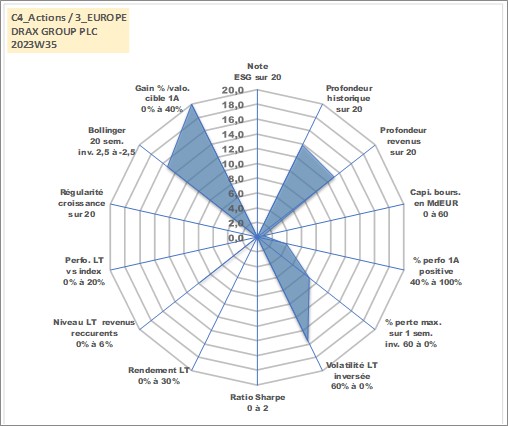 C4_Actions / 3_EUROPE
DRAX GROUP PLC
2023W35
Note
ESG sur 20
Profondeur
historique
sur 20
Profondeur
revenus
sur 20
Capi. bours.
en MdEUR
0 à 60
% perfo 1A
positive
40% à 100%
% perte max.
sur 1 sem.
inv. 60 à 0%
Volatilité LT
inversée
60% à 0%
Ratio Sharpe
0 à 2
Rendement LT
0% à 30%
Niveau LT revenus
reccurents
0% à 6%
Perfo. LT
vs index
0% à 20%
Régularité
croissance
sur 20
Bollinger
20 sem.
inv. 2,5 à -2,5
Gain % /valo.
cible 1A
0% à 40%
20,0
18,0
16,0
14,0
12,0
10,0
8,0
6,0
4,0
2,0
0,0